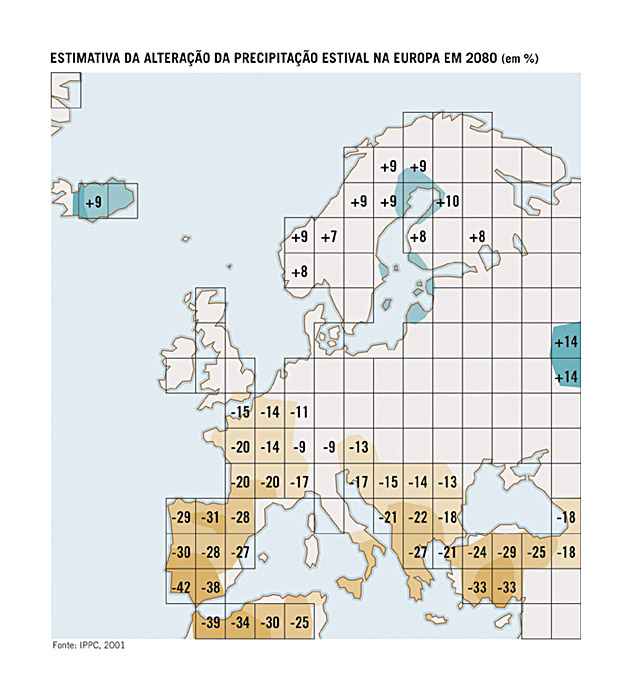 ESTIMATIVA DA ALTERAÇÃO DA PRECIPITAÇÃO ESTIVAL NA EUROPA EM 2080 (em %)
+9 +9
+9 +9 +9 +10
+9 +7 +8 +8
+8
+14
+14
-15 -14 -11
-20 -14 -9 -9 -13
-20 -20 -17 -17 -15 -14 -13
-29 -31 -28 -21 -22 -18 -18
-30 -28 -27 -27 -21 -24 -29 -25 -18
-42 -38 -33 -33
-39 -34 -30 -25
Fonte: IPPC, 2001